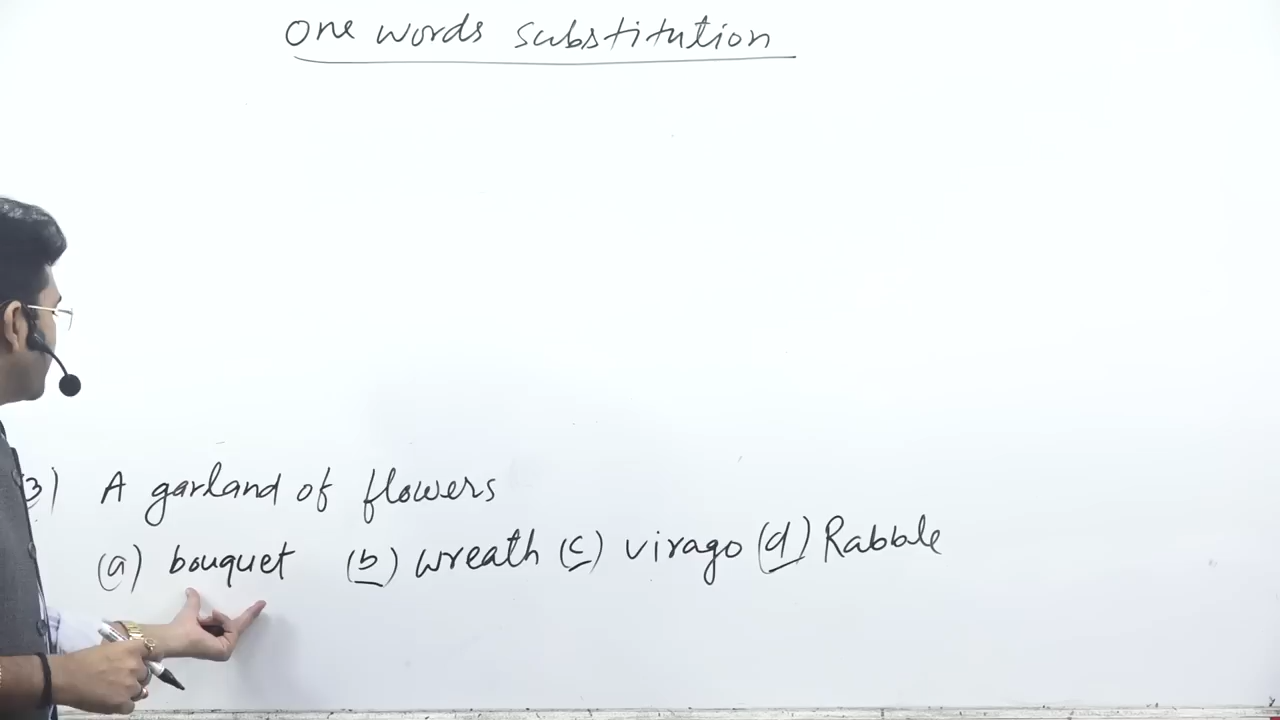 One words substitution
3) A garland of flowers
(a) bouquet (b) wreath (c) virago (d) Rabble